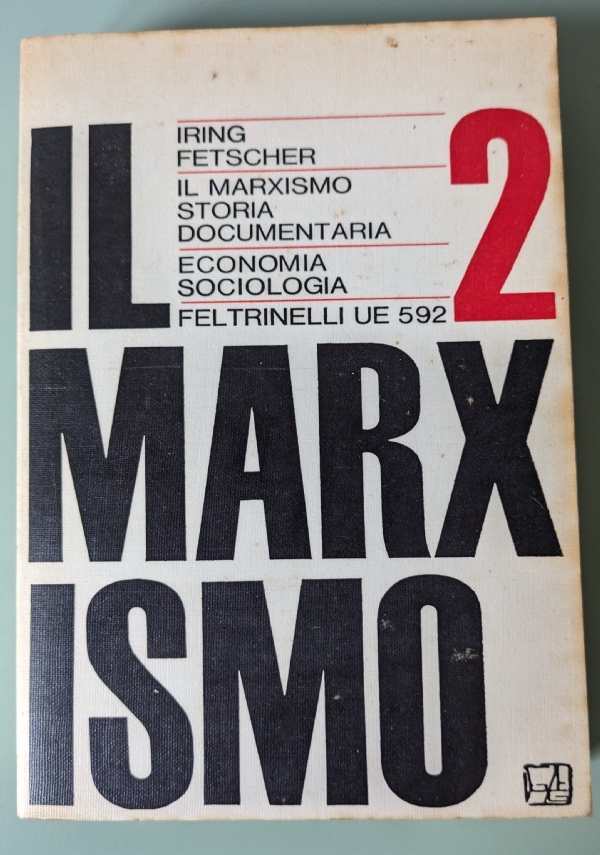 IL
IRING
FETSCHER
IL MARXISMO
STORIA
DOCUMENTARIA
ECONOMIA
SOCIOLOGIA
FELTRINELLI UE 592
2
MARX
ISMO